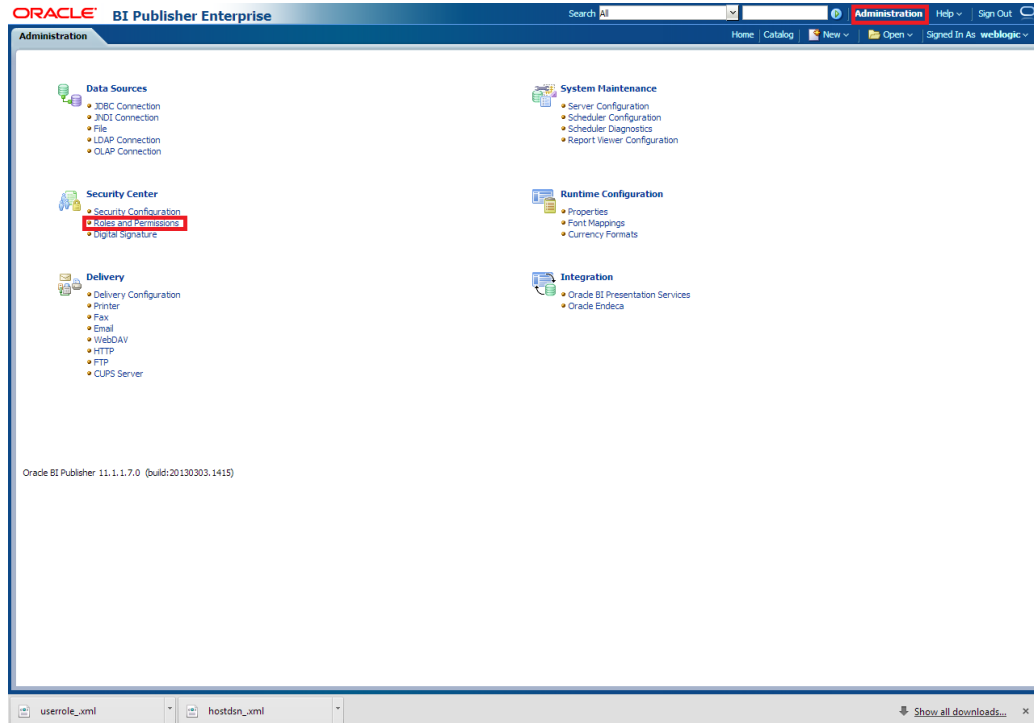 ORACLE BI Publisher Enterprise
Search All
Administration Help Sign Out
Administration
Home Catalog New Open Signed In As weblogic
Data Sources
JDBC Connection
JNDI Connection
File
LDAP Connection
OLAP Connection
System Maintenance
Server Configuration
Scheduler Configuration
Scheduler Diagnostics
Report Viewer Configuration
Security Center
Security Configuration
Roles and Permissions
Digital Signature
Runtime Configuration
Properties
Font Mappings
Currency Formats
Delivery
Delivery Configuration
Printer
Fax
Email
WebDAV
HTTP
FTP
CUPS Server
Integration
Oracle BI Presentation Services
Oracle Endeca
Oracle BI Publisher 11.1.1.7.0 (build:20130303.1415)
userrole_.xml
hostdsn_.xml
Show all downloads...